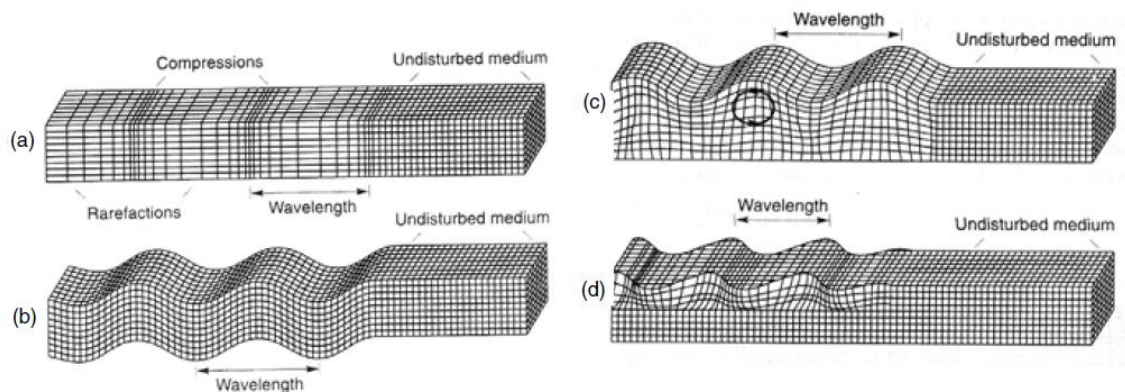 Compressions
Undisturbed medium
(a)
Rarefactions
Wavelength
Undisturbed medium
(b)
Wavelength
Wavelength
Undisturbed medium
(c)
Wavelength
Undisturbed medium
(d)